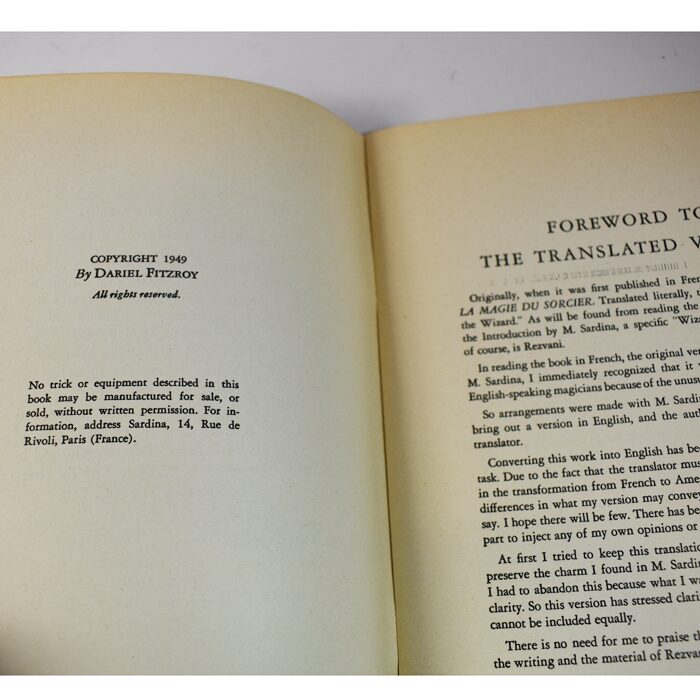 COPYRIGHT 1949
By DARIEL FITZROY
All rights reserved.
No trick or equipment described in this
book may be manufactured for sale, or
sold, without written permission. For in-
formation, address Sardina, 14, Rue de
Rivoli, Paris (France).
FOREWORD TO
THE TRANSLATED V
Originally, when it was first published in Fren
LA MAGIE DU SORCIER. Translated literally, t
the Wizard." As will be found from reading the
the Introduction by M. Sardina, a specific "Wiz
of course, is Rezvani.
In reading the book in French, the original ver
M. Sardina, I immediately recognized that it w
English-speaking magicians because of the unusu
So arrangements were made with M. Sardi
bring out a version in English, and the auth
translator.
Converting this work into English has bee
task. Due to the fact that the translator mus
in the transformation from French to Ame
differences in what my version may convey
say. I hope there will be few. There has be
part to inject any of my own opinions or
At first I tried to keep this translati
preserve the charm I found in M. Sardi
I had to abandon this because what I wa
clarity. So this version has stressed clari
cannot be included equally.
There is no need for me to praise th
the writing and the material of Rezva